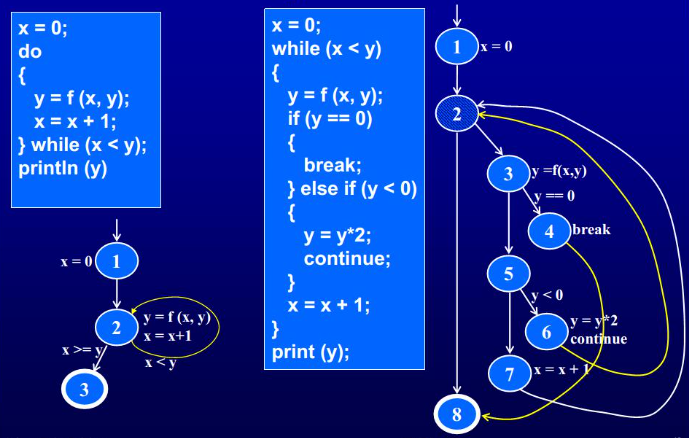 x = 0;
do
{
y = f (x, y);
x = x + 1;
} while (x < y);
println (y)
x = 0;
while (x < y)
{
y = f (x, y);
if (y == 0)
{
break;
} else if (y < 0)
{
y = y*2;
continue;
}
x = x + 1;
}
print (y);
x = 0
1
2
y = f (x, y)
x = x+1
x >= y
x < y
3
1
x = 0
2
3
y =f(x,y)
y == 0
4
break
5
y < 0
6
y = y*2
continue
7
x = x + 1
8